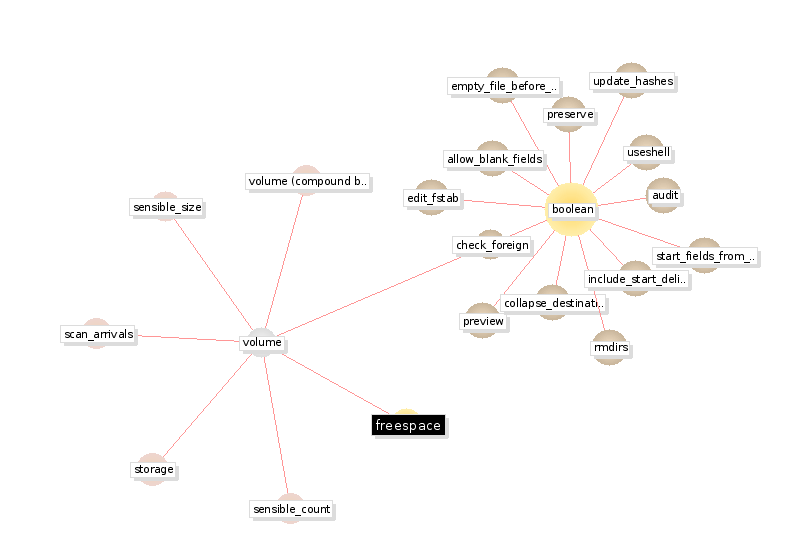 update_hashes
empty_file_before_..
preserve
useshell
allow_blank_fields
volume (compound b..
audit
edit_fstab
sensible_size
boolean
check_foreign
start_fields_from_..
include_start_deli..
collapse_destinati..
preview
scan_arrivals
volume
rmdirs
freespace
storage
sensible_count